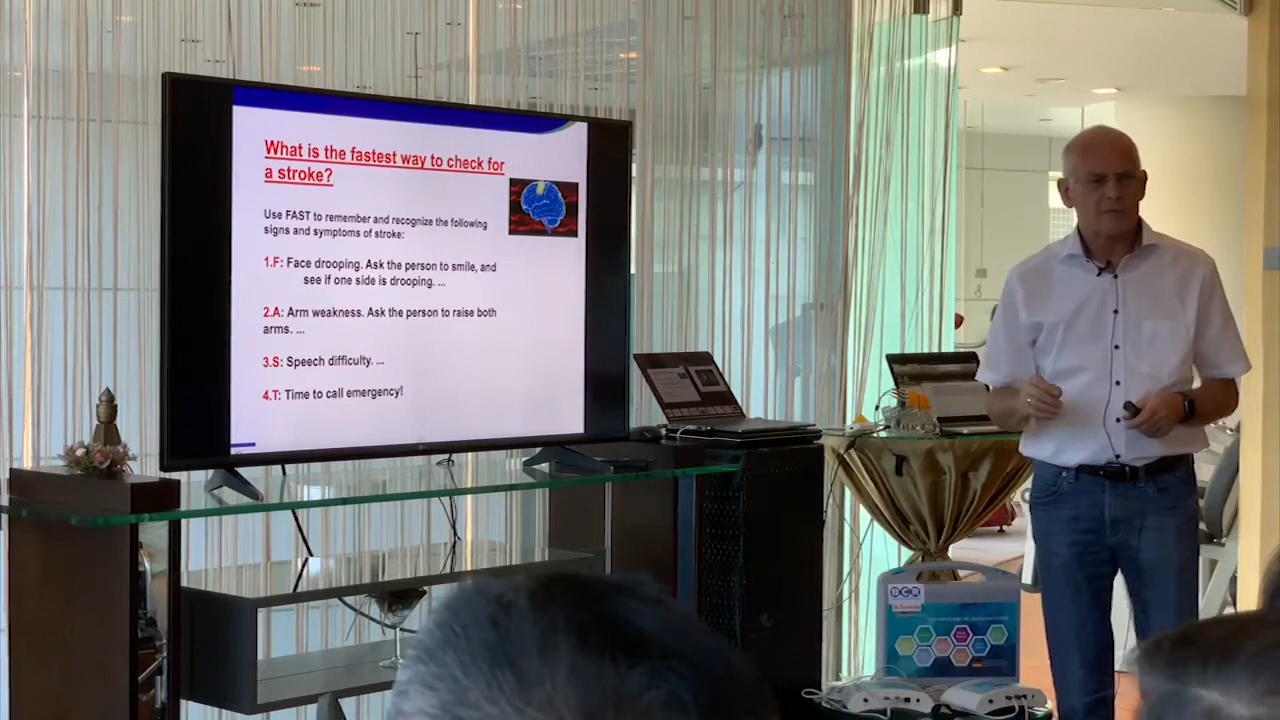 What is the fastest way to check for
a stroke?
Use FAST to remember and recognize the following
signs and symptoms of stroke:
1.F: Face drooping. Ask the person to smile, and
see if one side is drooping. ...
2.A: Arm weakness. Ask the person to raise both
arms. ...
3.S: Speech difficulty. ...
4.T: Time to call emergency!
BCR